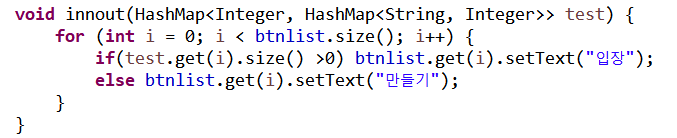 void innout(HashMap<Integer, HashMap<String, Integer>> test) {
    for (int i = 0; i < btnlist.size(); i++) {
        if(test.get(i).size() >0) btnlist.get(i).setText("입장");
        else btnlist.get(i).setText("만들기");
    }
}